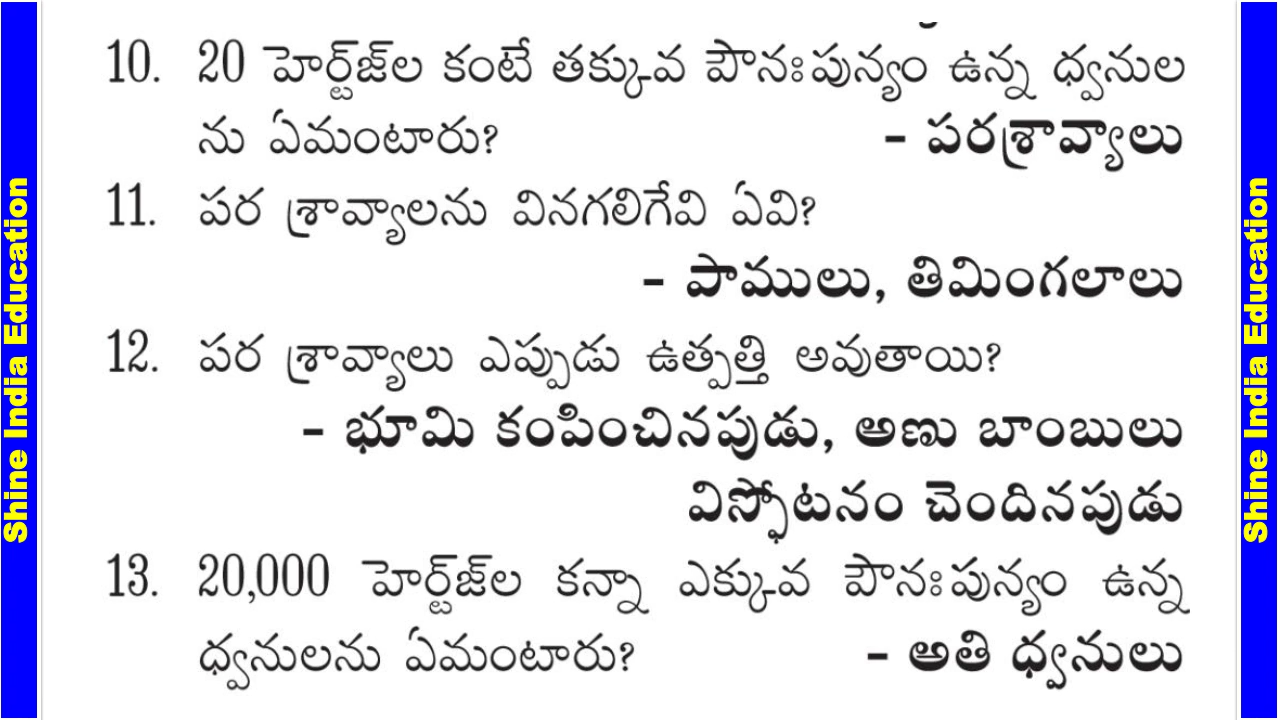 Shine India Education
10. 20 హెర్ట్‌జ్‌ల కంటే తక్కువ పౌనఃపున్యం ఉన్న ధ్వనుల
ను ఏమంటారు? - పరశ్రావ్యాలు
11. పర శ్రావ్యాలను వినగలిగేవి ఏవి?
- పాములు, తిమింగలాలు
12. పర శ్రావ్యాలు ఎప్పుడు ఉత్పత్తి అవుతాయి?
- భూమి కంపించినపుడు, అణు బాంబులు
విస్ఫోటనం చెందినపుడు
13. 20,000 హెర్ట్‌జ్‌ల కన్నా ఎక్కువ పౌనఃపున్యం ఉన్న
ధ్వనులను ఏమంటారు? - అతి ధ్వనులు
Shine India Education